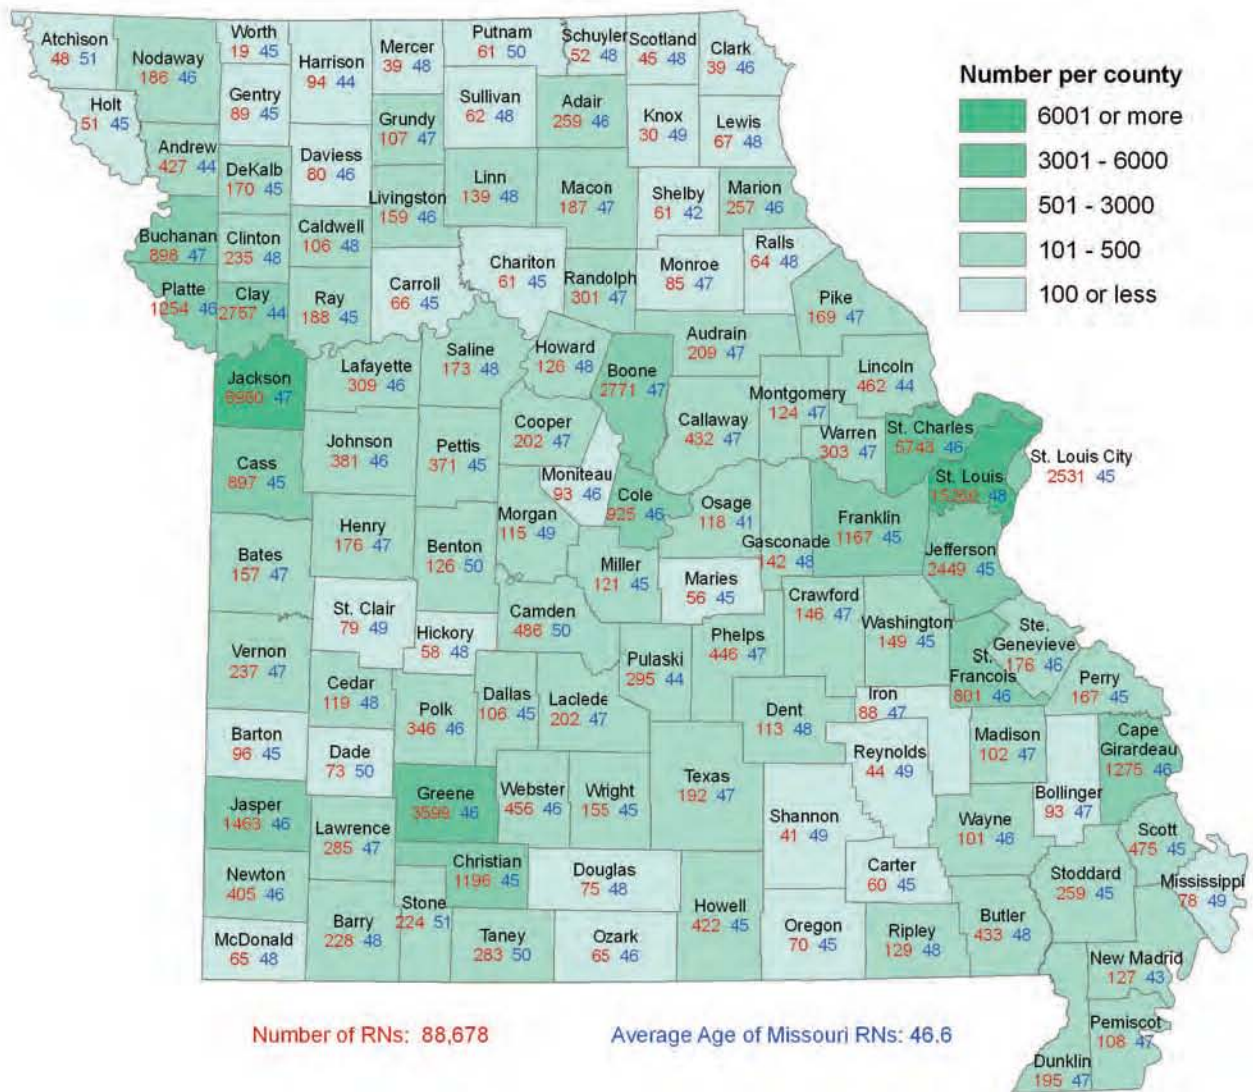 Atchison
48 51
Nodaway
186 46
Worth
19 45
Harrison
94 44
Mercer
39 48
Putnam
61 50
Schuyler
52 48
Scotland
45 48
Clark
39 46
Holt
51 45
Gentry
89 45
Grundy
107 47
Sullivan
62 48
Adair
259 46
Knox
30 49
Lewis
67 48
Andrew
427 44
DeKalb
170 45
Daviess
80 46
Livingston
159 46
Linn
139 48
Macon
187 47
Shelby
61 42
Marion
257 46
Buchanan
898 47
Clinton
235 48
Caldwell
106 48
Carroll
66 45
Chariton
61 45
Randolph
301 47
Monroe
85 47
Ralls
64 48
Platte
1254 46
Clay
2757 44
Ray
188 45
Pike
169 47
Audrain
209 47
Jackson
47
Lafayette
309 46
Saline
173 48
Howard
126 48
Boone
2771 47
Callaway
432 47
Montgomery
124 47
Lincoln
462 44
Warren
303 47
St. Charles
5743 46
St. Louis
48
St. Louis City
2531 45
Cass
897 45
Johnson
381 46
Pettis
371 45
Cooper
202 47
Moniteau
93 46
Cole
925 46
Osage
118 41
Gasconade
142 48
Franklin
1167 45
Jefferson
2449 45
Bates
157 47
Henry
176 47
Benton
126 50
Morgan
115 49
Miller
121 45
Maries
56 45
Crawford
146 47
Washington
149 45
Ste.
Genevieve
176 46
St.
Francois
801 46
Perry
167 45
Vernon
237 47
St. Clair
79 49
Hickory
58 48
Camden
486 50
Pulaski
295 44
Phelps
446 47
Cedar
119 48
Polk
346 46
Dallas
106 45
Laclede
202 47
Dent
113 48
Iron
88 47
Reynolds
44 49
Madison
102 47
Bollinger
93 47
Cape
Girardeau
1275 46
Barton
96 45
Dade
73 50
Jasper
1463 46
Lawrence
285 47
Greene
3599 46
Webster
456 46
Wright
155 45
Texas
192 47
Shannon
41 49
Wayne
101 46
Scott
475 45
Stoddard
259 45
Mississippi
78 49
Newton
405 46
Christian
1196 45
Douglas
75 48
Carter
60 45
McDonald
65 48
Barry
228 48
Stone
224 51
Taney
283 50
Ozark
65 46
Howell
422 45
Oregon
70 45
Ripley
129 48
Butler
433 48
New Madrid
127 43
Pemiscot
108 47
Dunklin
195 47
Number per county
6001 or more
3001 - 6000
501 - 3000
101 - 500
100 or less
Number of RNs: 88,678
Average Age of Missouri RNs: 46.6